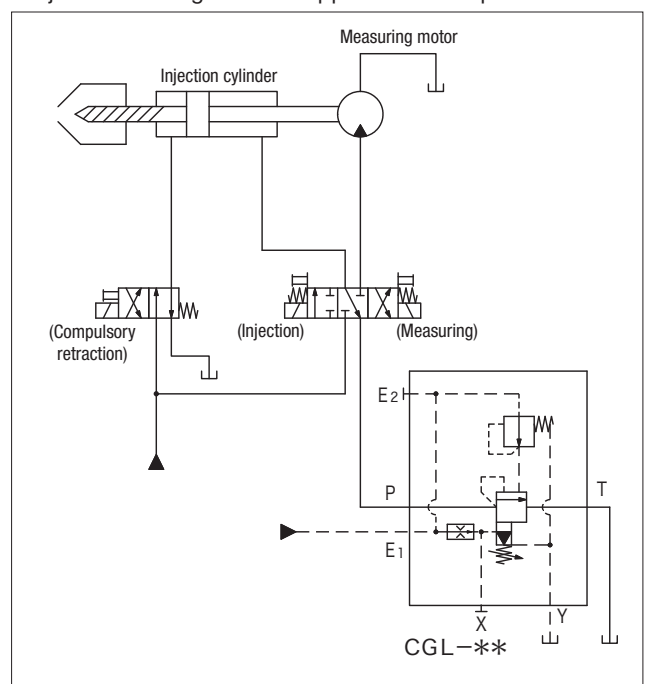 Measuring motor
Injection cylinder
(Compulsory
retraction)
(Injection)
(Measuring)
E2
P
T
E1
X
Y
CGL-**